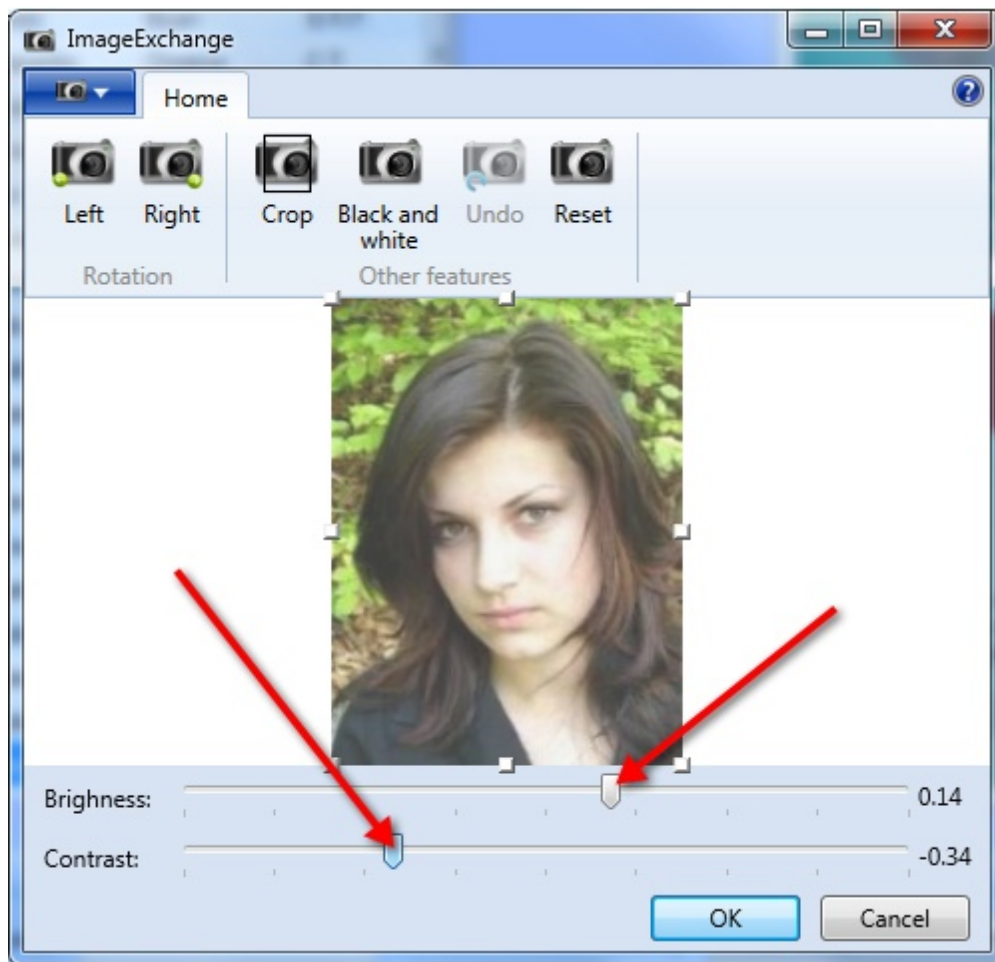 ImageExchange
Home
Left Right Crop Black and white Undo Reset
Rotation Other features
Brighness: 0.14
Contrast: -0.34
OK Cancel